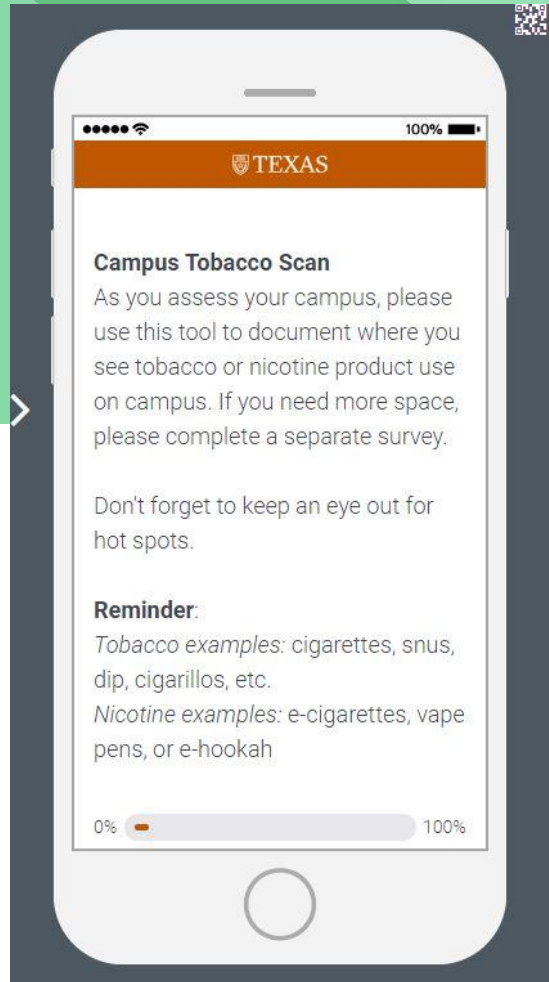 100%
TEXAS
Campus Tobacco Scan
As you assess your campus, please
use this tool to document where you
see tobacco or nicotine product use
on campus. If you need more space,
please complete a separate survey.
Don't forget to keep an eye out for
hot spots.
Reminder:
Tobacco examples: cigarettes, snus,
dip, cigarillos, etc.
Nicotine examples: e-cigarettes, vape
pens, or e-hookah
0% 100%